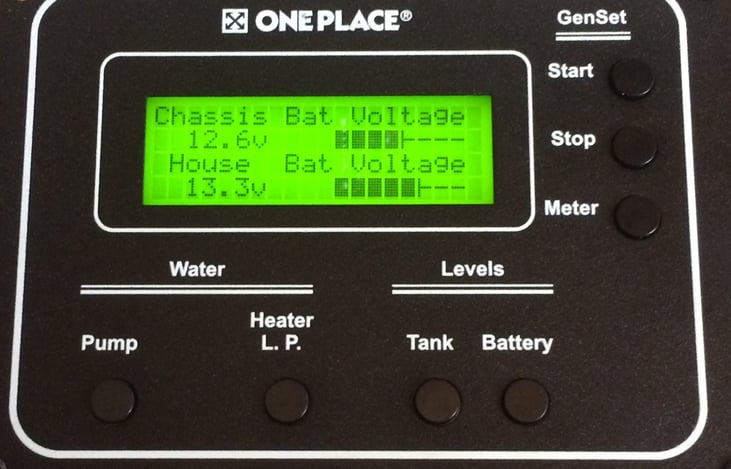 ONE PLACE®
GenSet
Start
Stop
Meter
Chassis Bat Voltage
12.6v
House Bat Voltage
13.3v
Water
Levels
Pump
Heater
L. P.
Tank
Battery